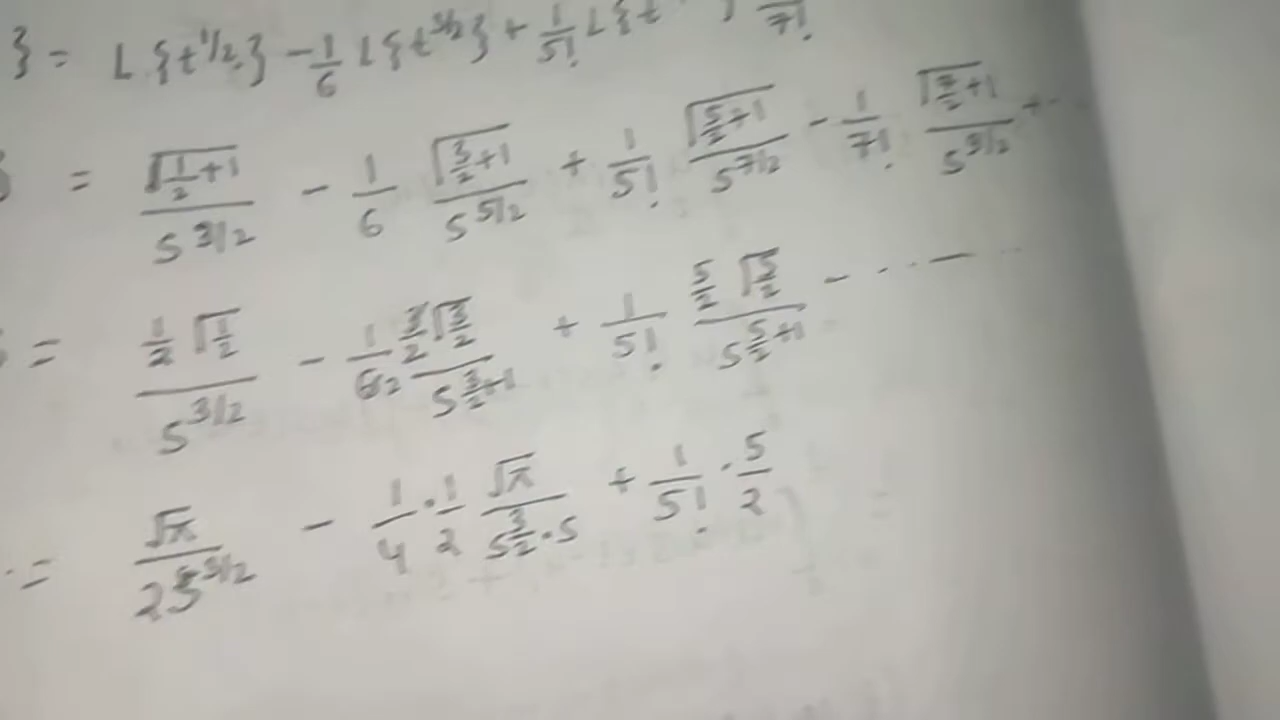 } = L{t^1/2} - 1/6 L{t^3/2} + 1/5! L{t 7!
= √(1/2+1) / s^3/2 - 1/6 √(3/2+1) / s^5/2 + 1/5! √(5/2+1) / s^7/2 - 1/7! √(7/2+1) / s^9/2 + ..
= 1/2 √(1/2) / s^3/2 - 1/6₂ 3/2 √(3/2) / s^(3/2+1) + 1/5! 5/2 √(5/2) / s^(5/2+1) - ... - ...
= √π / 2s^3/2 - 1/4 · 1/2 √π / s^3/2 · s + 1/5! · 5/2